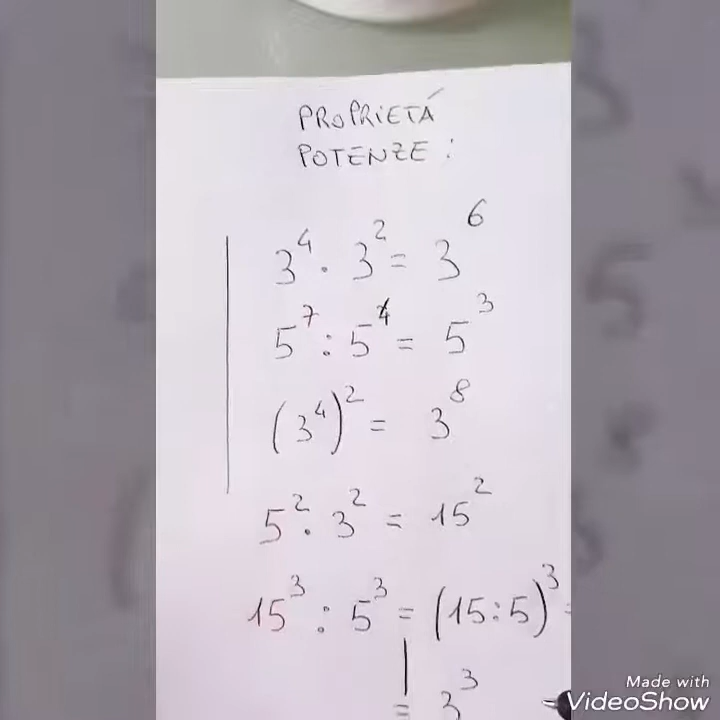 PROPRIETÁ
POTENZE:
3⁴ · 3² = 3⁶
5⁷ : 5⁴ = 5³
(3⁴)² = 3⁸
5² · 3² = 15²
15³ : 5³ = (15:5)³ =
= 3³
Made with
VideoShow